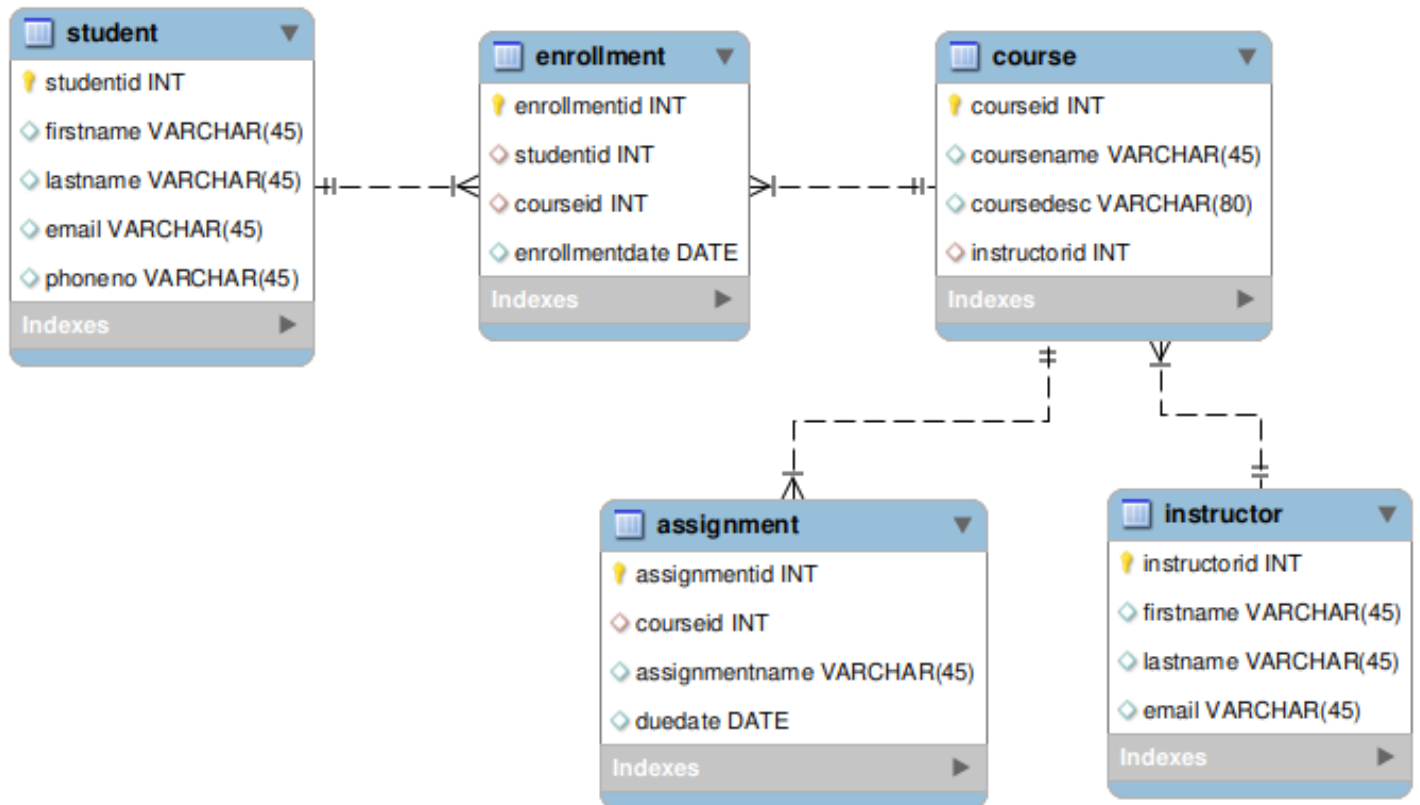 student
studentid INT
firstname VARCHAR(45)
lastname VARCHAR(45)
email VARCHAR(45)
phoneno VARCHAR(45)
Indexes
enrollment
enrollmentid INT
studentid INT
courseid INT
enrollmentdate DATE
Indexes
course
courseid INT
coursename VARCHAR(45)
coursedesc VARCHAR(80)
instructorid INT
Indexes
assignment
assignmentid INT
courseid INT
assignmentname VARCHAR(45)
duedate DATE
Indexes
instructor
instructorid INT
firstname VARCHAR(45)
lastname VARCHAR(45)
email VARCHAR(45)
Indexes